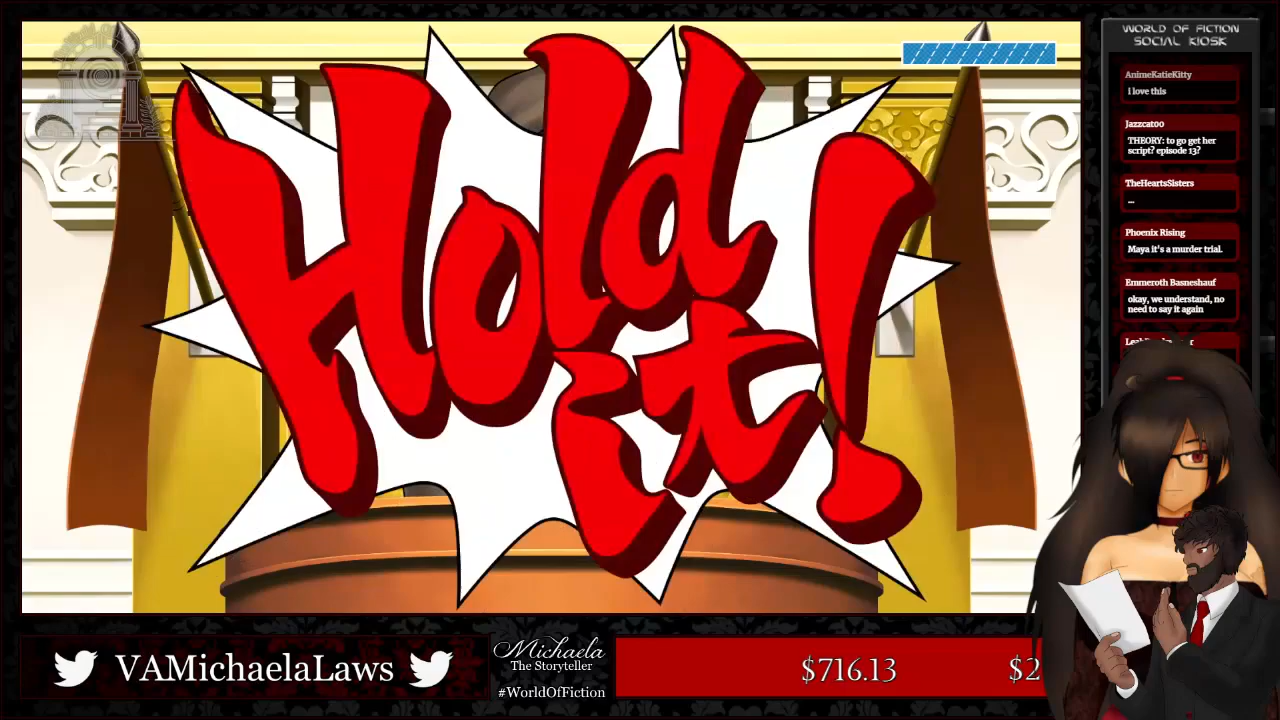 Hold
it!
WORLD OF FICTION
SOCIAL KIOSK
AnimeKatieKitty
i love this
Jazzcat00
THEORY: to go get her
script? episode 13?
TheHeartsSisters
...
Phoenix Rising
Maya it's a murder trial.
Emmeroth Basneshauf
okay, we understand, no
need to say it again
VAMichaelaLaws
Michaela
The Storyteller
#WorldOfFiction
$716.13
$2